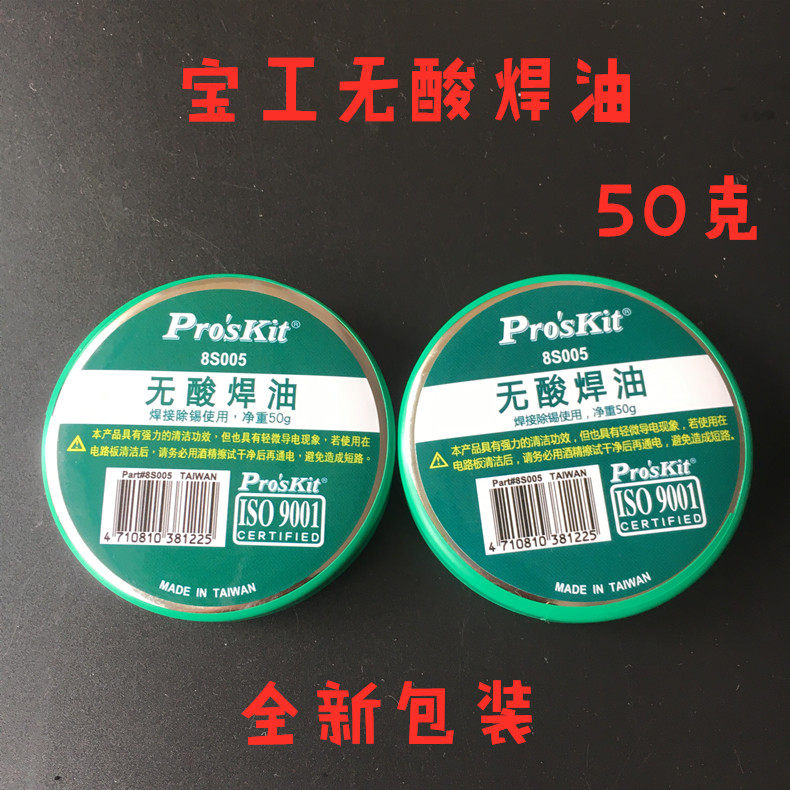 宝工无酸焊油
50克
Pro'sKit®
8S005
无酸焊油
焊接除锡使用,净重50g
本产品具有强力的清洁功效,但也具有轻微导电现象,若使用在
电路板清洁后,请务必用酒精擦试干净后再通电,避免造成短路。
Part#8S005 TAIWAN
4 710810 381225
Pro'sKit®
ISO 9001
CERTIFIED
MADE IN TAIWAN
Pro'sKit®
8S005
无酸焊油
焊接除锡使用,净重50g
本产品具有强力的清洁功效,但也具有轻微导电现象,若使用在
电路板清洁后,请务必用酒精擦试干净后再通电,避免造成短路。
Part#8S005 TAIWAN
4 710810 381225
Pro'sKit®
ISO 9001
CERTIFIED
MADE IN TAIWAN
全新包装